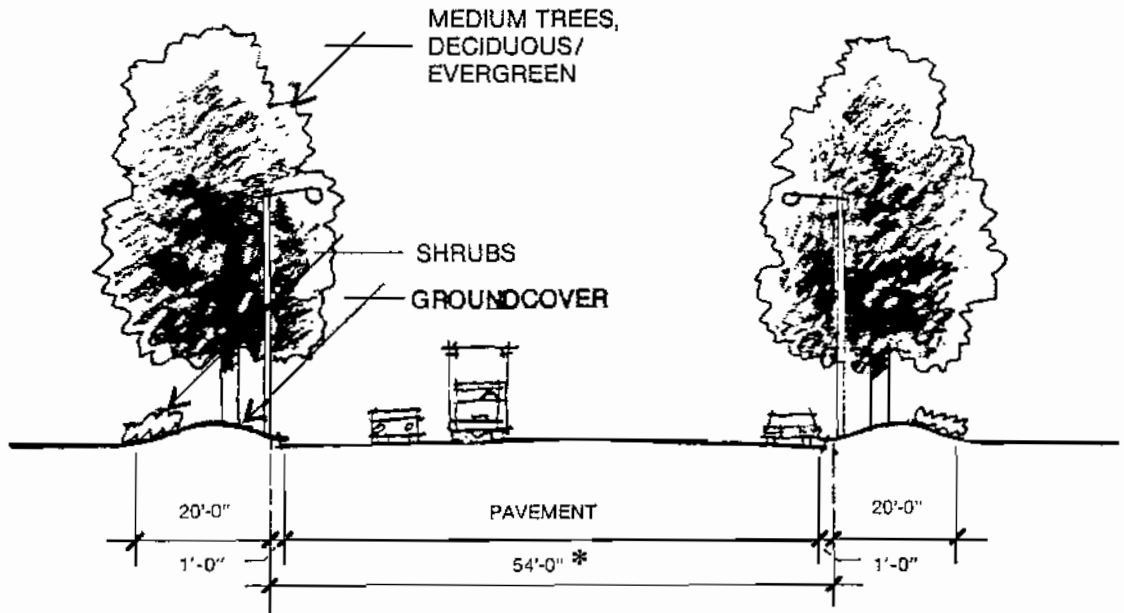 MEDIUM TREES,
DECIDUOUS/
EVERGREEN
SHRUBS
GROUNDCOVER
20'-0"
PAVEMENT
20'-0"
1'-0"
54'-0" *
1'-0"